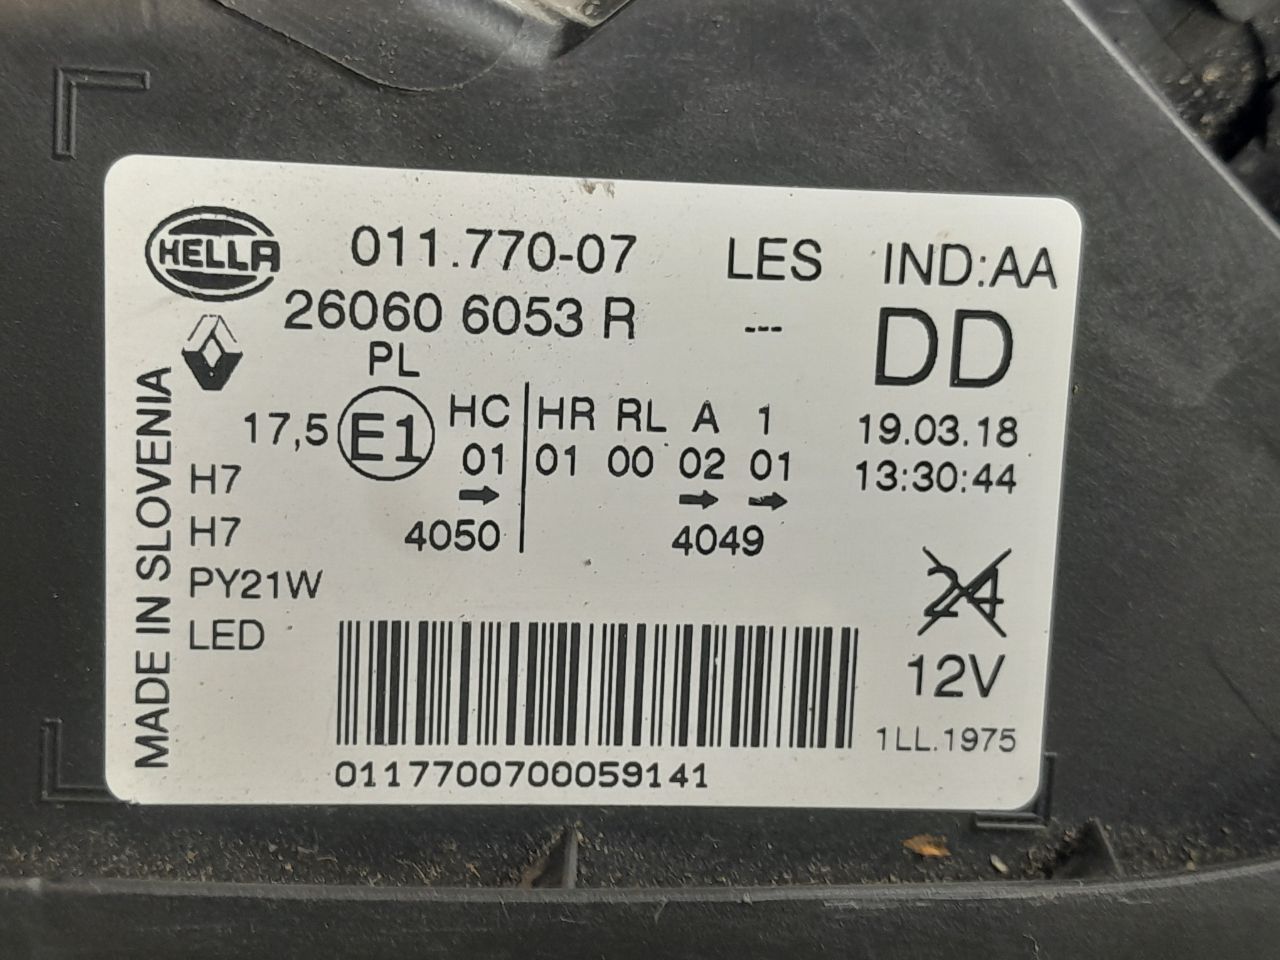 HELLA 011.770-07 LES IND:AA
26060 6053 R --- DD
PL
17,5 E1 HC HR RL A 1 19.03.18
01 01 00 02 01 13:30:44
H7 → → →
H7 4050 4049
PY21W 24
LED 12V
1LL.1975
0117700700059141
MADE IN SLOVENIA